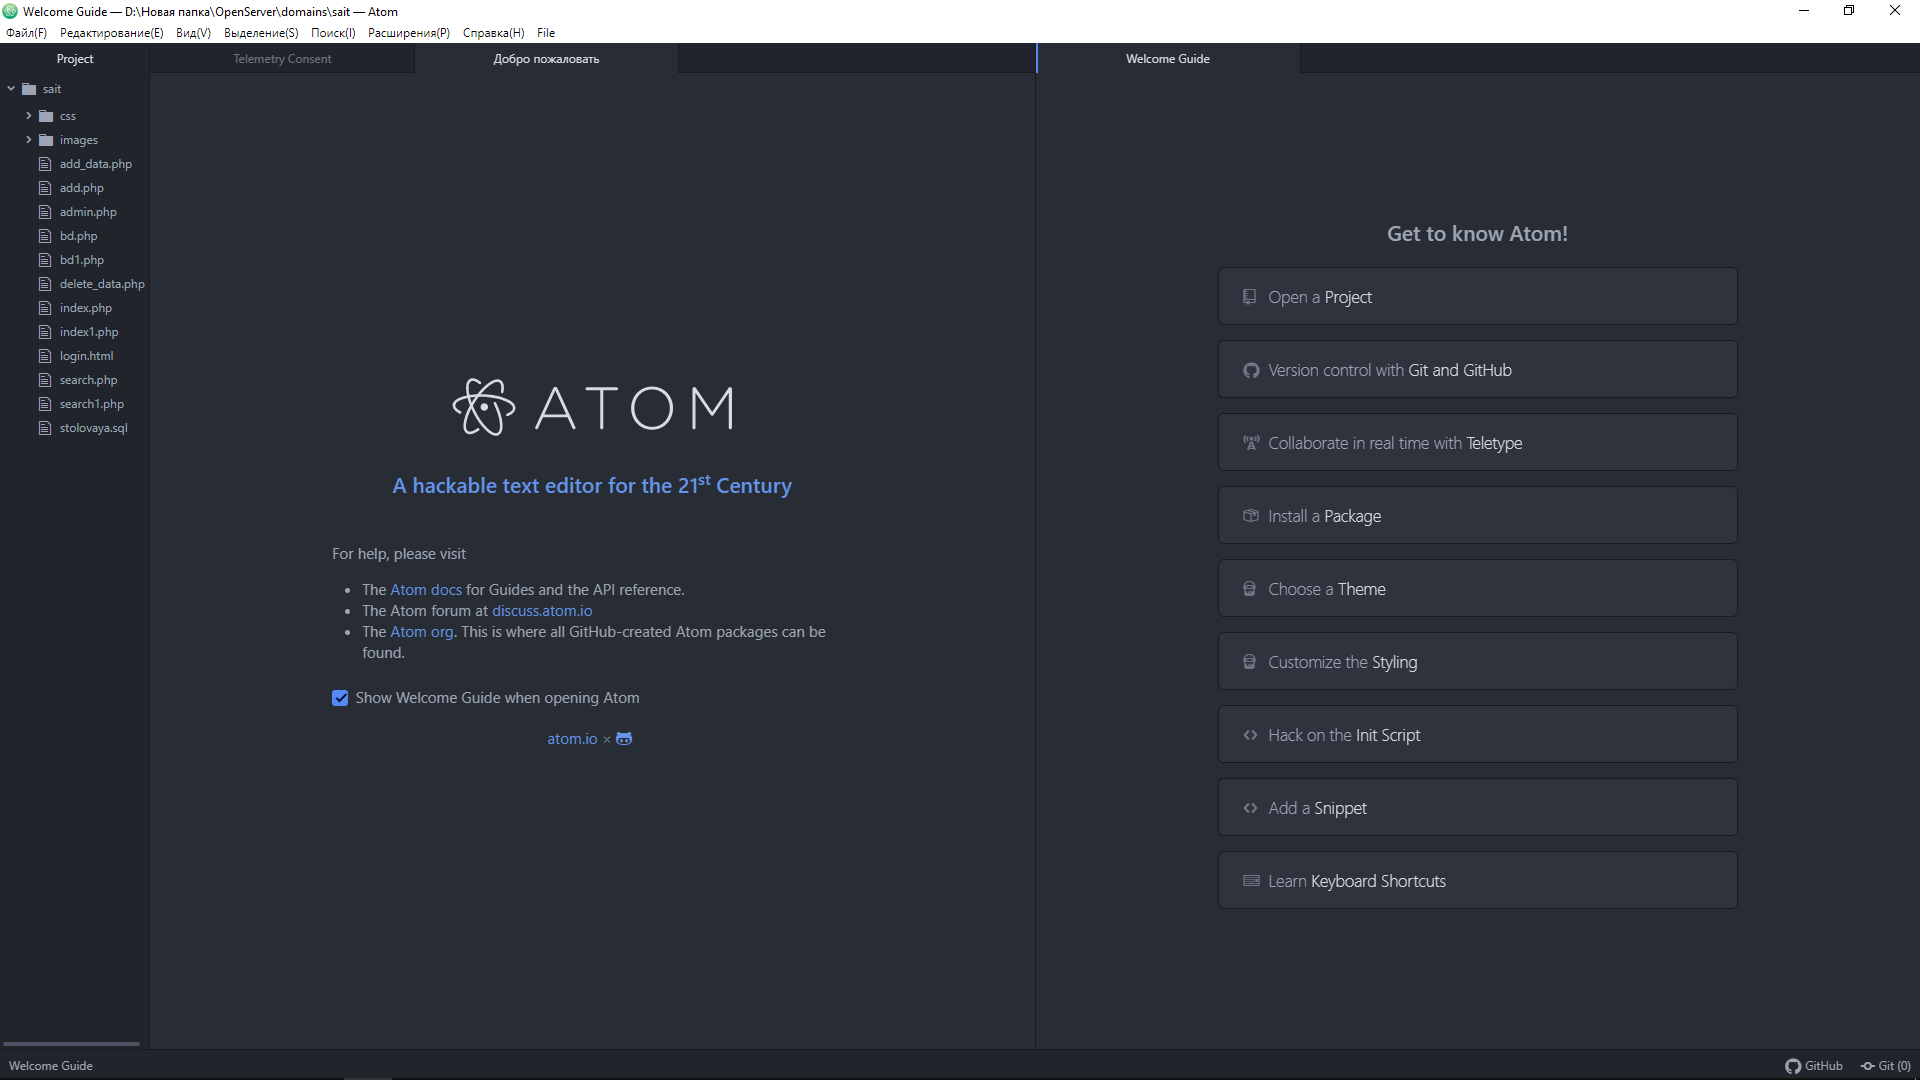 Welcome Guide — D:\Новая папка\OpenServer\domains\sait — Atom
Файл(F) Редактирование(E) Вид(V) Выделение(S) Поиск(I) Расширения(P) Справка(H) File
Project
Telemetry Consent
Добро пожаловать
Welcome Guide
sait
css
images
add_data.php
add.php
admin.php
bd.php
bd1.php
delete_data.php
index.php
index1.php
login.html
search.php
search1.php
stolovaya.sql
ATOM
A hackable text editor for the 21st Century
For help, please visit
• The Atom docs for Guides and the API reference.
• The Atom forum at discuss.atom.io
• The Atom org. This is where all GitHub-created Atom packages can be
found.
Show Welcome Guide when opening Atom
atom.io ×
Get to know Atom!
Open a Project
Version control with Git and GitHub
Collaborate in real time with Teletype
Install a Package
Choose a Theme
Customize the Styling
Hack on the Init Script
Add a Snippet
Learn Keyboard Shortcuts
Welcome Guide
GitHub
Git (0)